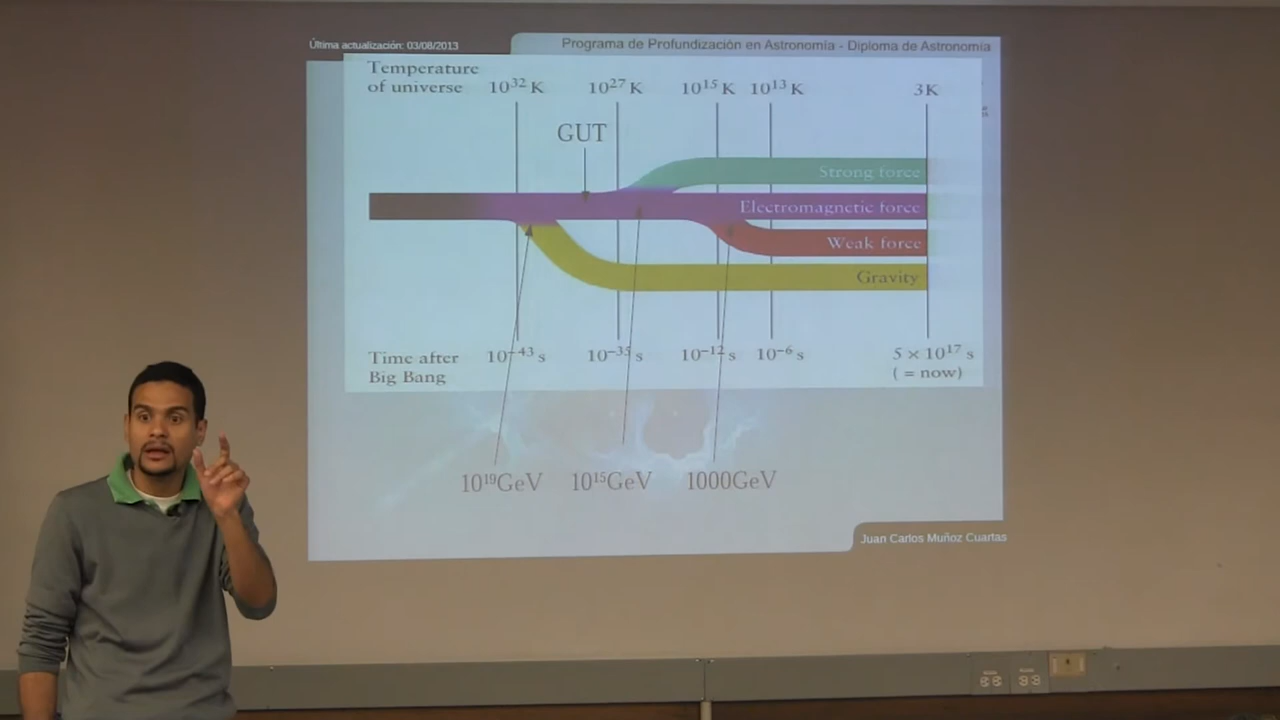 Última actualización: 03/08/2013
Programa de Profundización en Astronomía - Diploma de Astronomía
Temperature
of universe
10³² K
10²⁷ K
10¹⁵ K
10¹³ K
3K
GUT
Strong force
Electromagnetic force
Weak force
Gravity
Time after
Big Bang
10⁻⁴³ s
10⁻³⁵ s
10⁻¹² s
10⁻⁶ s
5 × 10¹⁷ s
( = now)
10¹⁹GeV
10¹⁵GeV
1000GeV
Juan Carlos Muñoz Cuartas